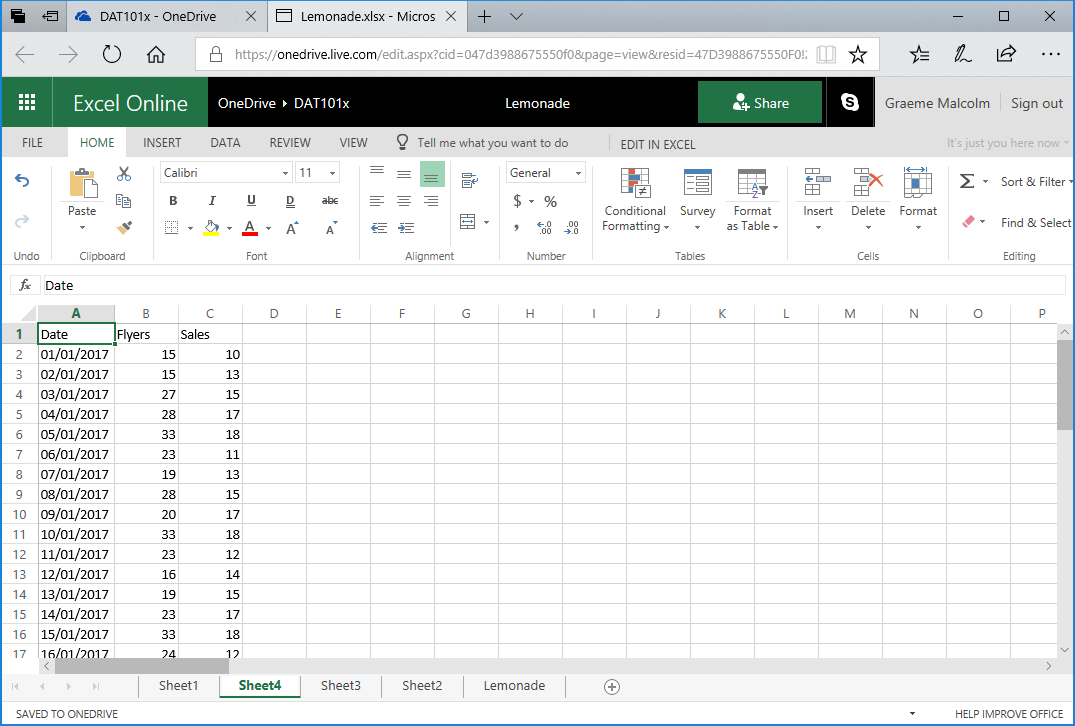 DAT101x - OneDrive
Lemonade.xlsx - Micros
https://onedrive.live.com/edit.aspx?cid=047d3988675550f0&page=view&resid=47D3988675550F0!
Excel Online
OneDrive DAT101x
Lemonade
Share
Graeme Malcolm
Sign out
FILE HOME INSERT DATA REVIEW VIEW Tell me what you want to do EDIT IN EXCEL It's just you here now
Calibri 11 General
Σ Sort & Filter
Paste B I U D abc $ %
Conditional Formatting
Survey
Format as Table
Insert Delete Format
A A A
, .00 .00
Find & Select
Undo Clipboard Font Alignment Number Tables Cells Editing
fx Date
A B C D E F G H I J K L M N O P
1 Date Flyers Sales
2 01/01/2017 15 10
3 02/01/2017 15 13
4 03/01/2017 27 15
5 04/01/2017 28 17
6 05/01/2017 33 18
7 06/01/2017 23 11
8 07/01/2017 19 13
9 08/01/2017 28 15
10 09/01/2017 20 17
11 10/01/2017 33 18
12 11/01/2017 23 12
13 12/01/2017 16 14
14 13/01/2017 19 15
15 14/01/2017 23 17
16 15/01/2017 33 18
17 16/01/2017 24 12
Sheet1 Sheet4 Sheet3 Sheet2 Lemonade
SAVED TO ONEDRIVE
HELP IMPROVE OFFICE